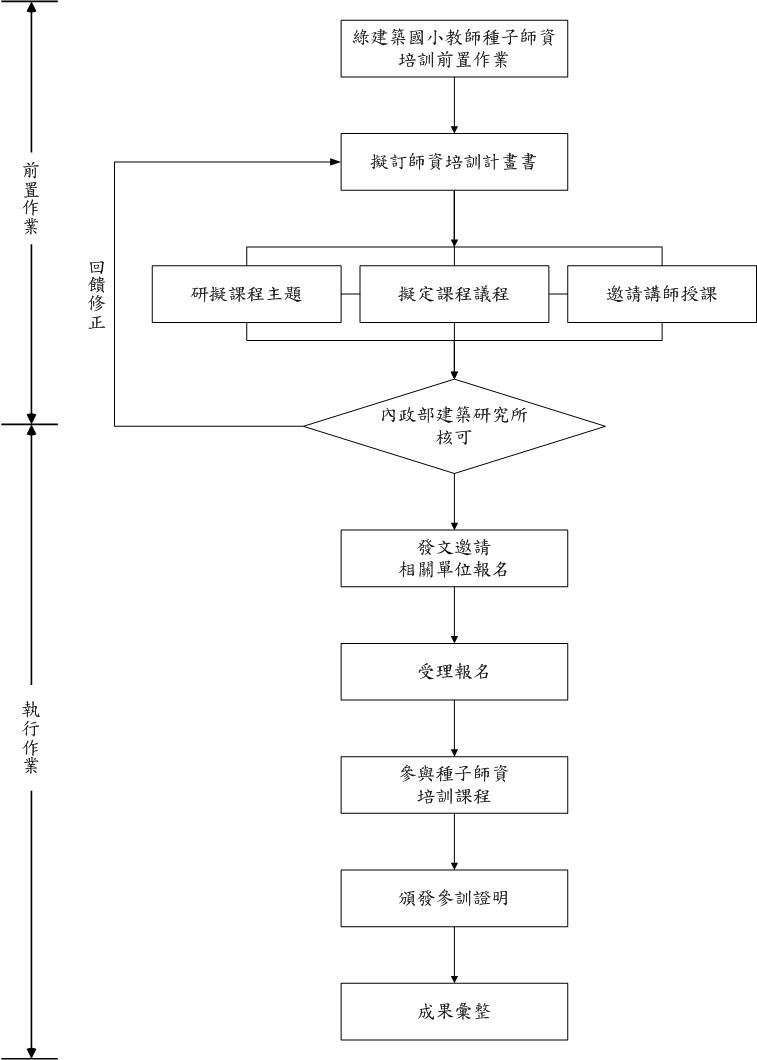 綠建築國小教師種子師資
培訓前置作業
擬訂師資培訓計畫書
前置作業
回饋修正
研擬課程主題
擬定課程議程
邀請講師授課
內政部建築研究所
核可
發文邀請
相關單位報名
受理報名
執行作業
參與種子師資
培訓課程
頒發參訓證明
成果彙整